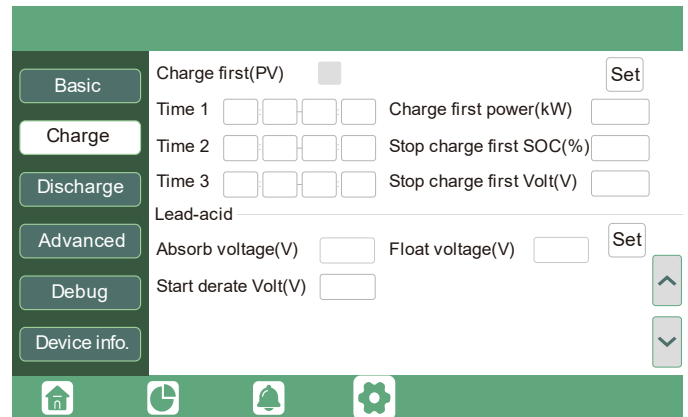 Basic
Charge
Discharge
Advanced
Debug
Device info.
Charge first(PV) Set
Time 1 : - : Charge first power(kW)
Time 2 : - : Stop charge first SOC(%)
Time 3 : - : Stop charge first Volt(V)
Lead-acid
Absorb voltage(V) Float voltage(V) Set
Start derate Volt(V)